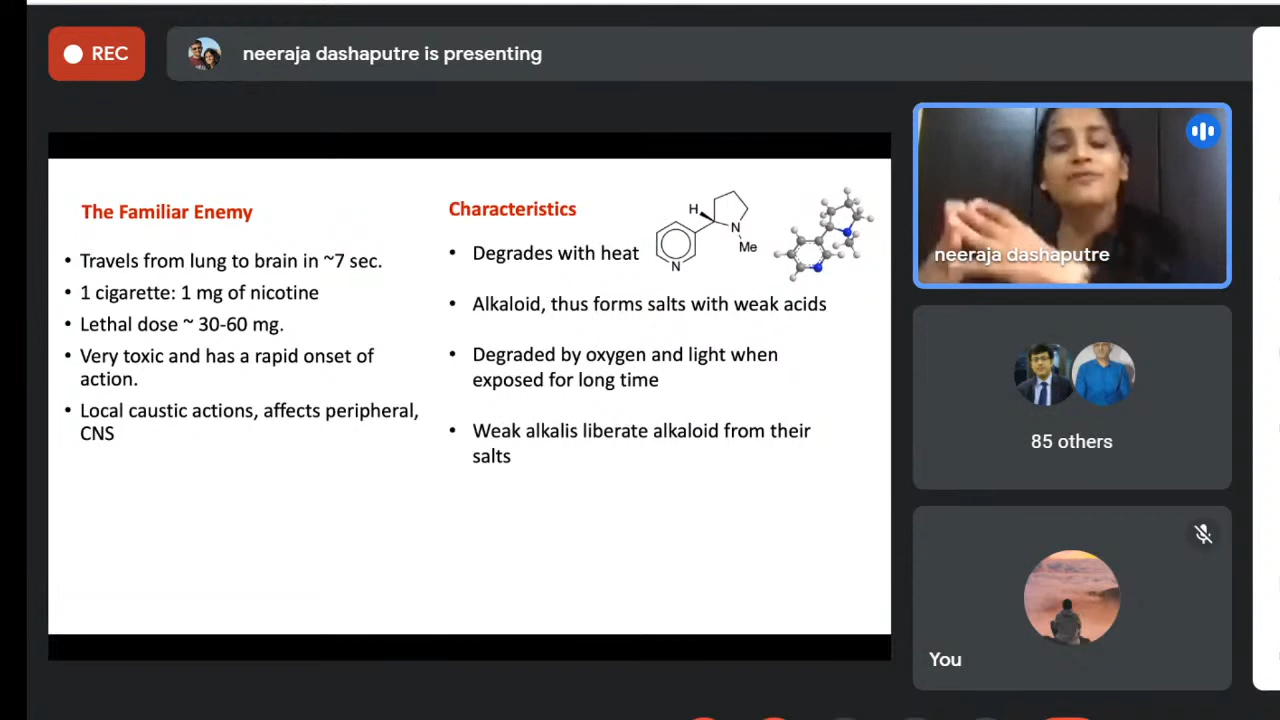 REC
neeraja dashaputre is presenting
The Familiar Enemy
• Travels from lung to brain in ~7 sec.
• 1 cigarette: 1 mg of nicotine
• Lethal dose ~ 30-60 mg.
• Very toxic and has a rapid onset of
action.
• Local caustic actions, affects peripheral,
CNS
Characteristics
• Degrades with heat
• Alkaloid, thus forms salts with weak acids
• Degraded by oxygen and light when
exposed for long time
• Weak alkalis liberate alkaloid from their
salts
H
N
Me
N
neeraja dashaputre
85 others
You